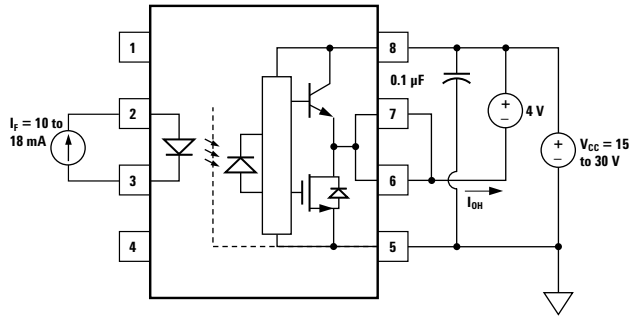 1
8
0.1 µF
I_F = 10 to
18 mA
2
7
+
–
4 V
+
–
V_CC = 15
to 30 V
3
6
I_OH
4
5